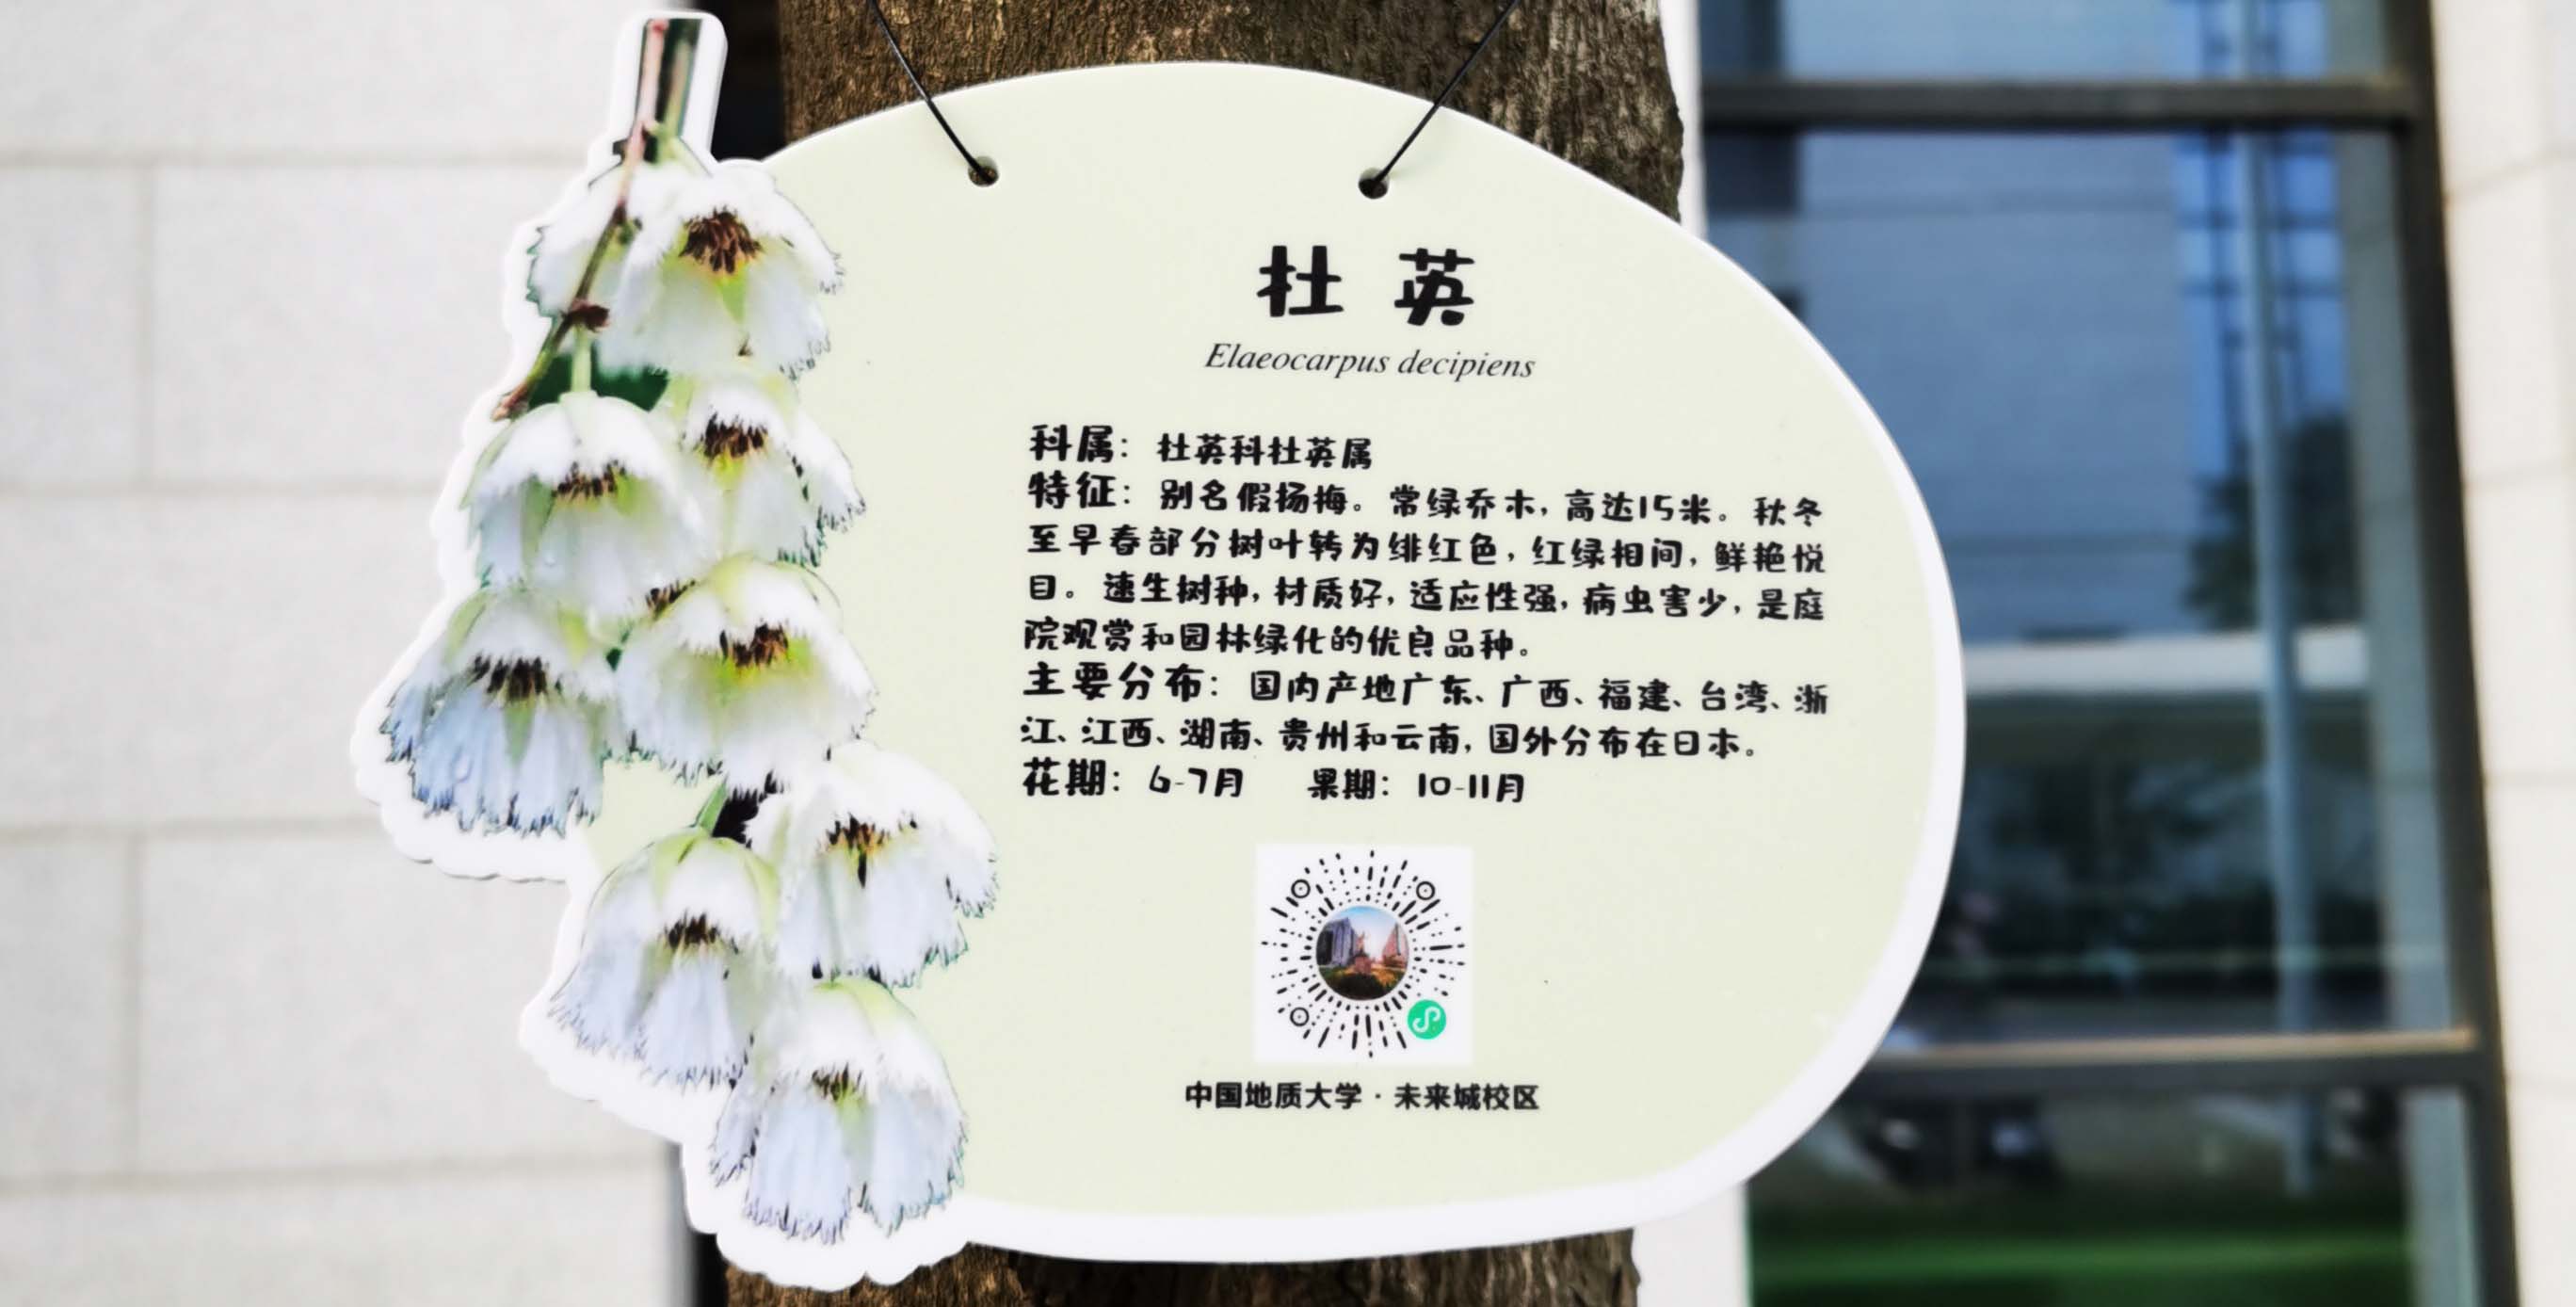 杜英
Elaeocarpus decipiens
科属：杜英科杜英属
特征：别名假扬梅。常绿乔木，高达15米。秋冬
至早春部分树叶转为绯红色，红绿相间，鲜艳悦
目。速生树种，材质好，适应性强，病虫害少，是庭
院观赏和园林绿化的优良品种。
主要分布：国内产地广东、广西、福建、台湾、浙
江、江西、湖南、贵州和云南，国外分布在日本。
花期：6-7月 果期：10-11月
中国地质大学·未来城校区